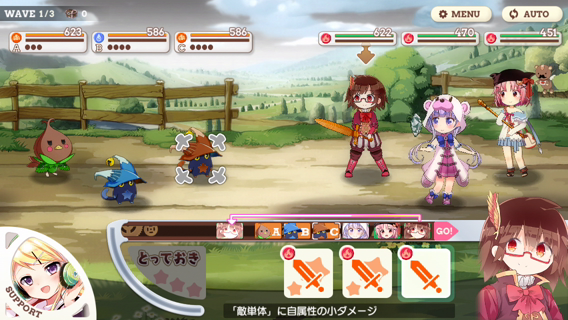 WAVE 1/3
0
MENU
AUTO
623
A
586
B
586
C
622
470
451
A B C
GO!
とっておき
SUPPORT
「敵単体」に自属性の小ダメージ